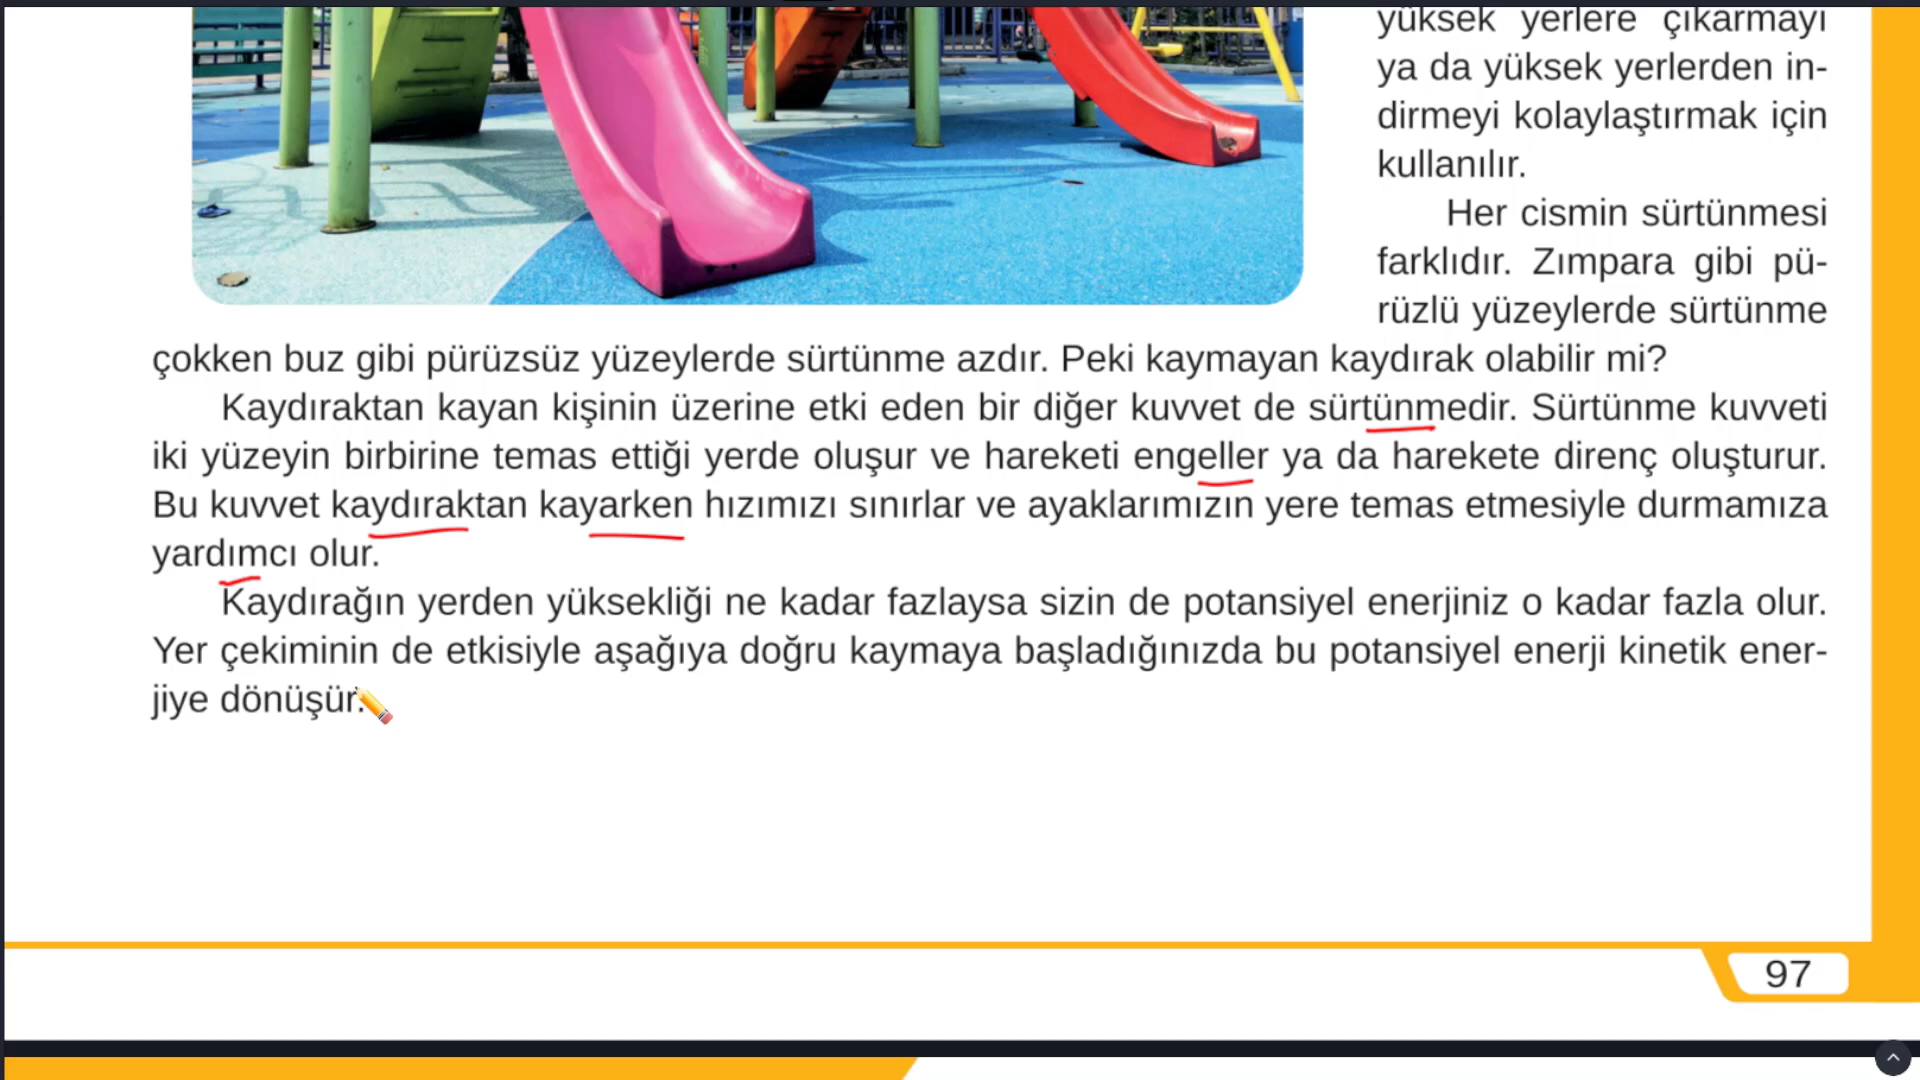 yüksek yerlere çıkarmayı
ya da yüksek yerlerden in-
dirmeyi kolaylaştırmak için
kullanılır.
Her cismin sürtünmesi
farklıdır. Zımpara gibi pü-
rüzlü yüzeylerde sürtünme
çokken buz gibi pürüzsüz yüzeylerde sürtünme azdır. Peki kaymayan kaydırak olabilir mi?
Kaydıraktan kayan kişinin üzerine etki eden bir diğer kuvvet de sürtünmedir. Sürtünme kuvveti
iki yüzeyin birbirine temas ettiği yerde oluşur ve hareketi engeller ya da harekete direnç oluşturur.
Bu kuvvet kaydıraktan kayarken hızımızı sınırlar ve ayaklarımızın yere temas etmesiyle durmamıza
yardımcı olur.
Kaydırağın yerden yüksekliği ne kadar fazlaysa sizin de potansiyel enerjiniz o kadar fazla olur.
Yer çekiminin de etkisiyle aşağıya doğru kaymaya başladığınızda bu potansiyel enerji kinetik ener-
jiye dönüşür.
97